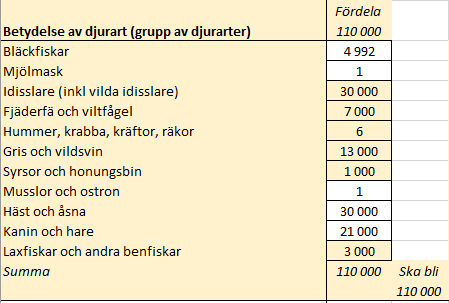 Fördela
Betydelse av djurart (grupp av djurarter) 110 000
Bläckfiskar 4 992
Mjölmask 1
Idisslare (inkl vilda idisslare) 30 000
Fjäderfä och viltfågel 7 000
Hummer, krabba, kräftor, räkor 6
Gris och vildsvin 13 000
Syrsor och honungsbin 1 000
Musslor och ostron 1
Häst och åsna 30 000
Kanin och hare 21 000
Laxfiskar och andra benfiskar 3 000
Summa 110 000 Ska bli
110 000